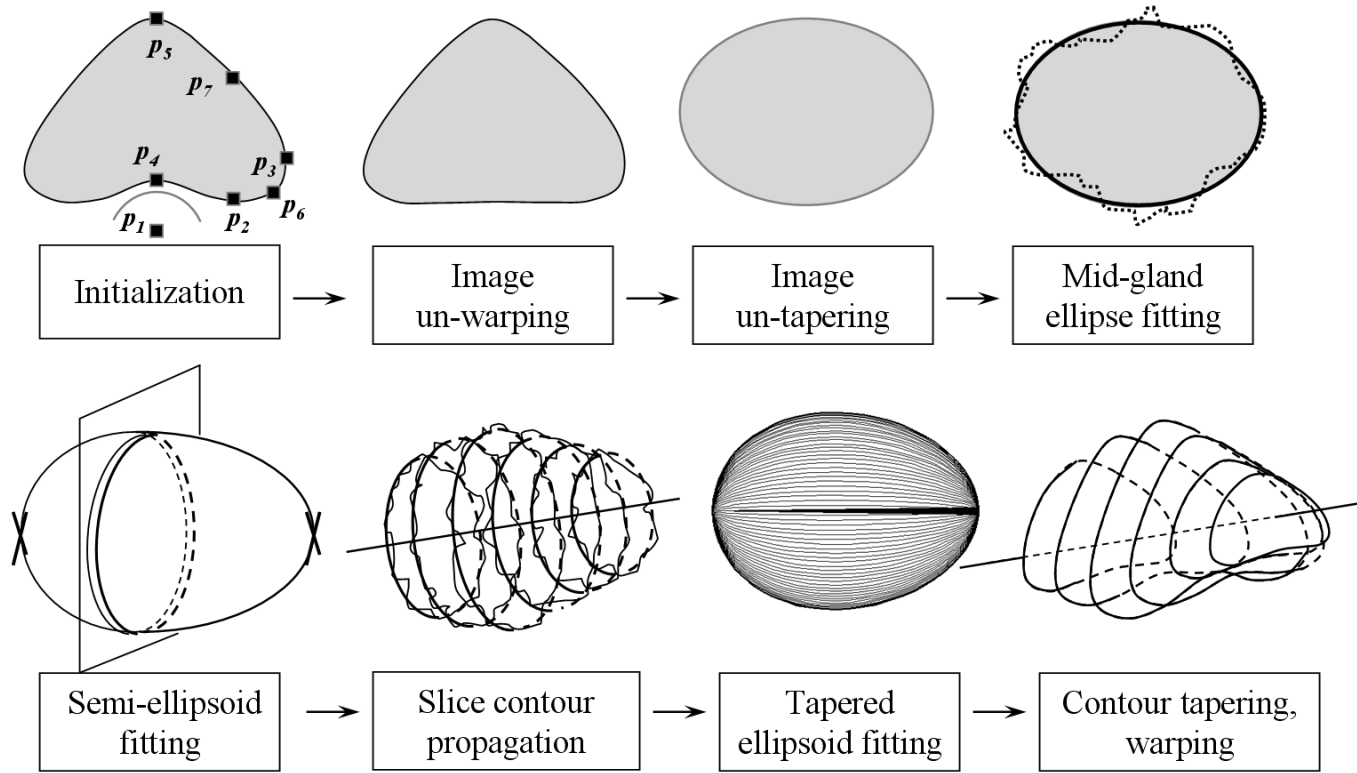 p5
p7
p4
p3
p1
p2
p6
Initialization
Image
un-warping
Image
un-tapering
Mid-gland
ellipse fitting
Semi-ellipsoid
fitting
Slice contour
propagation
Tapered
ellipsoid fitting
Contour tapering,
warping